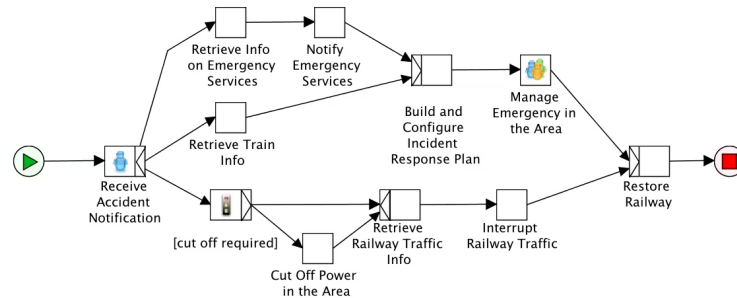 Retrieve Info
on Emergency
Services
Notify
Emergency
Services
Build and
Configure
Incident
Response Plan
Manage
Emergency in
the Area
Retrieve Train
Info
Receive
Accident
Notification
Restore
Railway
[cut off required]
Cut Off Power
in the Area
Retrieve
Railway Traffic
Info
Interrupt
Railway Traffic